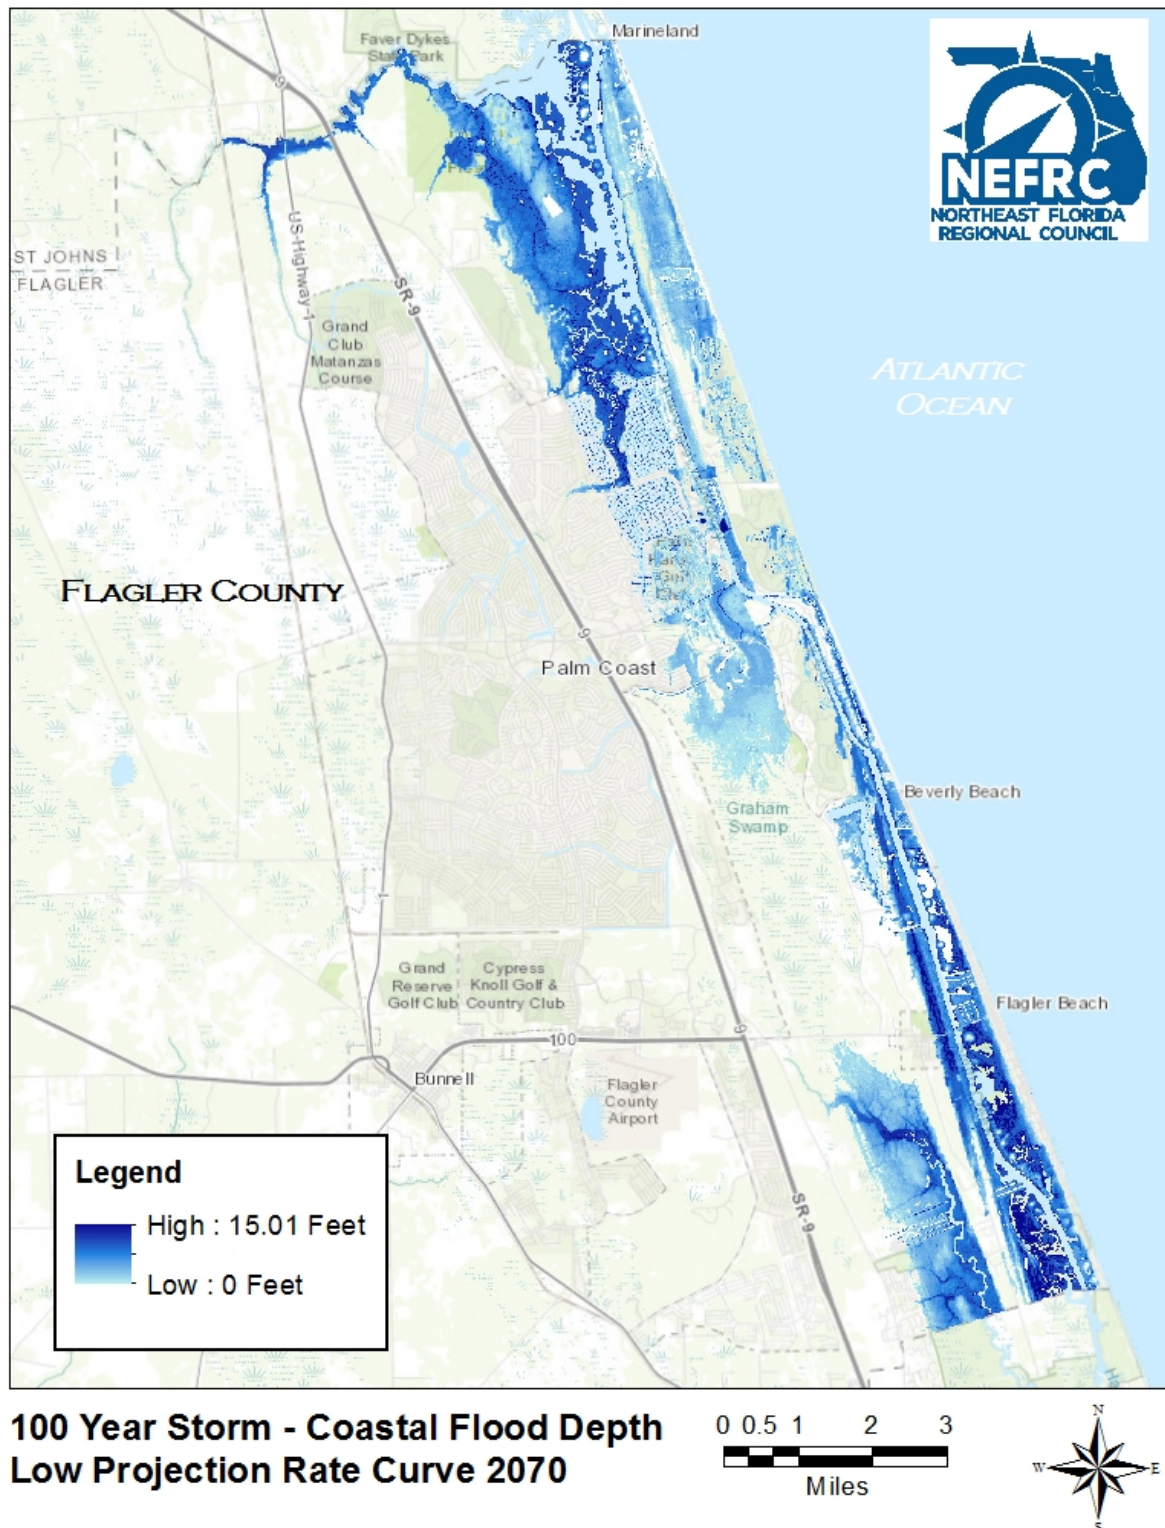 Marineland
Faver Dykes
State Park
9
NEFRC
NORTHEAST FLORIDA
REGIONAL COUNCIL
ST JOHNS
FLAGLER
US-Highway-1
SR-9
Grand
Club
Matanzas
Course
ATLANTIC
OCEAN
FLAGLER COUNTY
9
Palm Coast
Beverly Beach
Graham
Swamp
1
Grand
Reserve
Golf Club
Cypress
Knoll Golf &
Country Club
Flagler Beach
9
100
Bunnell
Flagler
County
Airport
SR-9
Legend
High : 15.01 Feet
Low : 0 Feet
100 Year Storm - Coastal Flood Depth
Low Projection Rate Curve 2070
0 0.5 1 2 3
Miles
N
W E
S